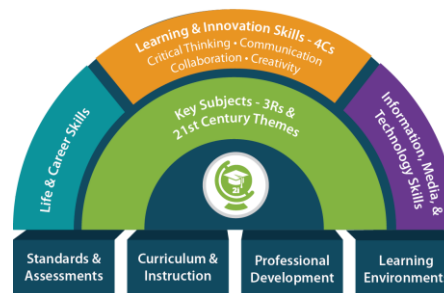 Learning & Innovation Skills - 4Cs
Critical Thinking • Communication
Collaboration • Creativity
Life & Career Skills
Key Subjects - 3Rs &
21st Century Themes
Information, Media, &
Technology Skills
21
Standards &
Assessments
Curriculum &
Instruction
Professional
Development
Learning
Environments